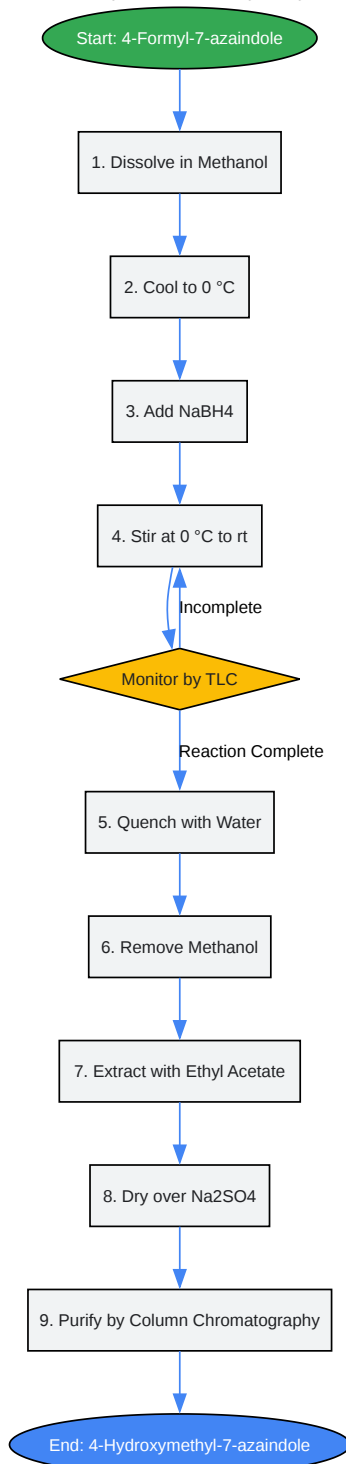 Start: 4-Formyl-7-azaindole
1. Dissolve in Methanol
2. Cool to 0 °C
3. Add NaBH4
4. Stir at 0 °C to rt
Incomplete
Monitor by TLC
Reaction Complete
5. Quench with Water
6. Remove Methanol
7. Extract with Ethyl Acetate
8. Dry over Na2SO4
9. Purify by Column Chromatography
End: 4-Hydroxymethyl-7-azaindole